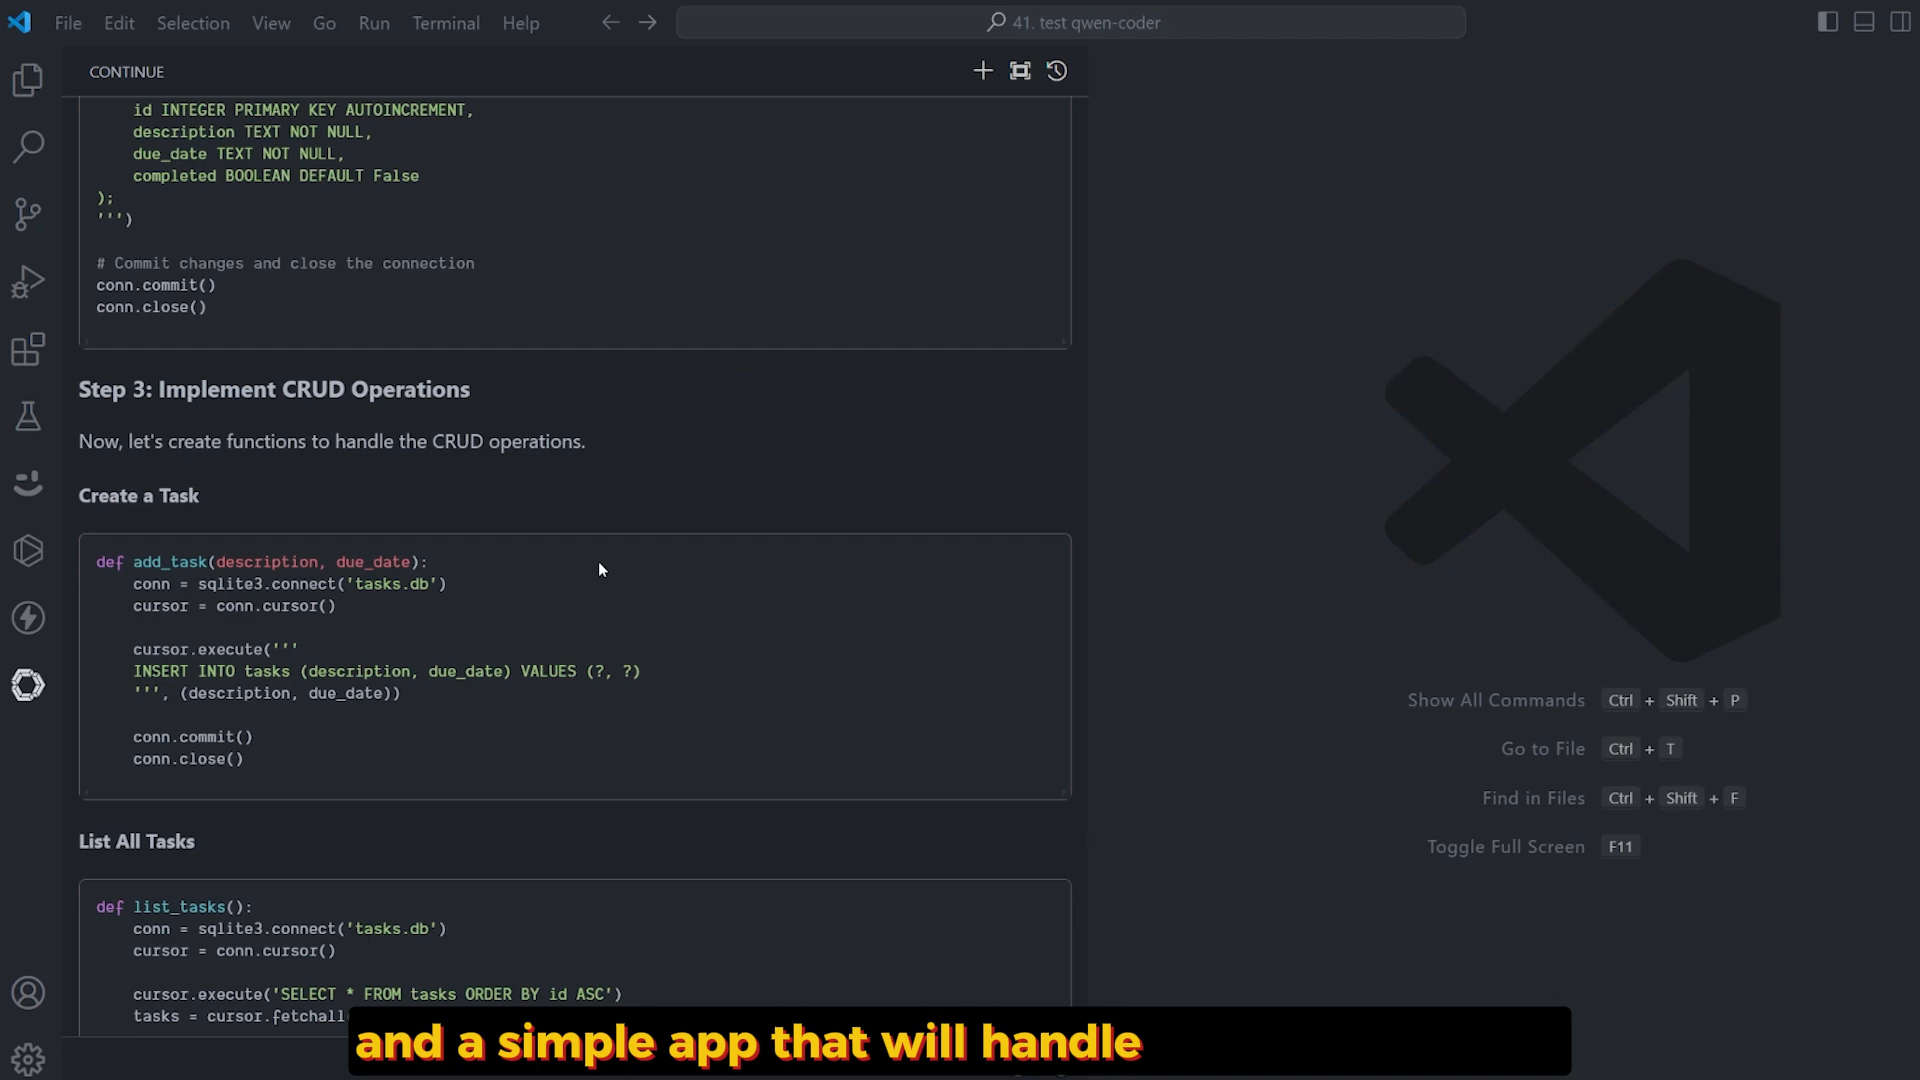 File Edit Selection View Go Run Terminal Help
41. test qwen-coder
CONTINUE
id INTEGER PRIMARY KEY AUTOINCREMENT,
description TEXT NOT NULL,
due_date TEXT NOT NULL,
completed BOOLEAN DEFAULT False
);
''')
# Commit changes and close the connection
conn.commit()
conn.close()
Step 3: Implement CRUD Operations
Now, let's create functions to handle the CRUD operations.
Create a Task
def add_task(description, due_date):
conn = sqlite3.connect('tasks.db')
cursor = conn.cursor()
cursor.execute('''
INSERT INTO tasks (description, due_date) VALUES (?, ?)
''', (description, due_date))
conn.commit()
conn.close()
List All Tasks
def list_tasks():
conn = sqlite3.connect('tasks.db')
cursor = conn.cursor()
cursor.execute('SELECT * FROM tasks ORDER BY id ASC')
tasks = cursor.fetchall
Show All Commands Ctrl + Shift + P
Go to File Ctrl + T
Find in Files Ctrl + Shift + F
Toggle Full Screen F11
and a simple app that will handle